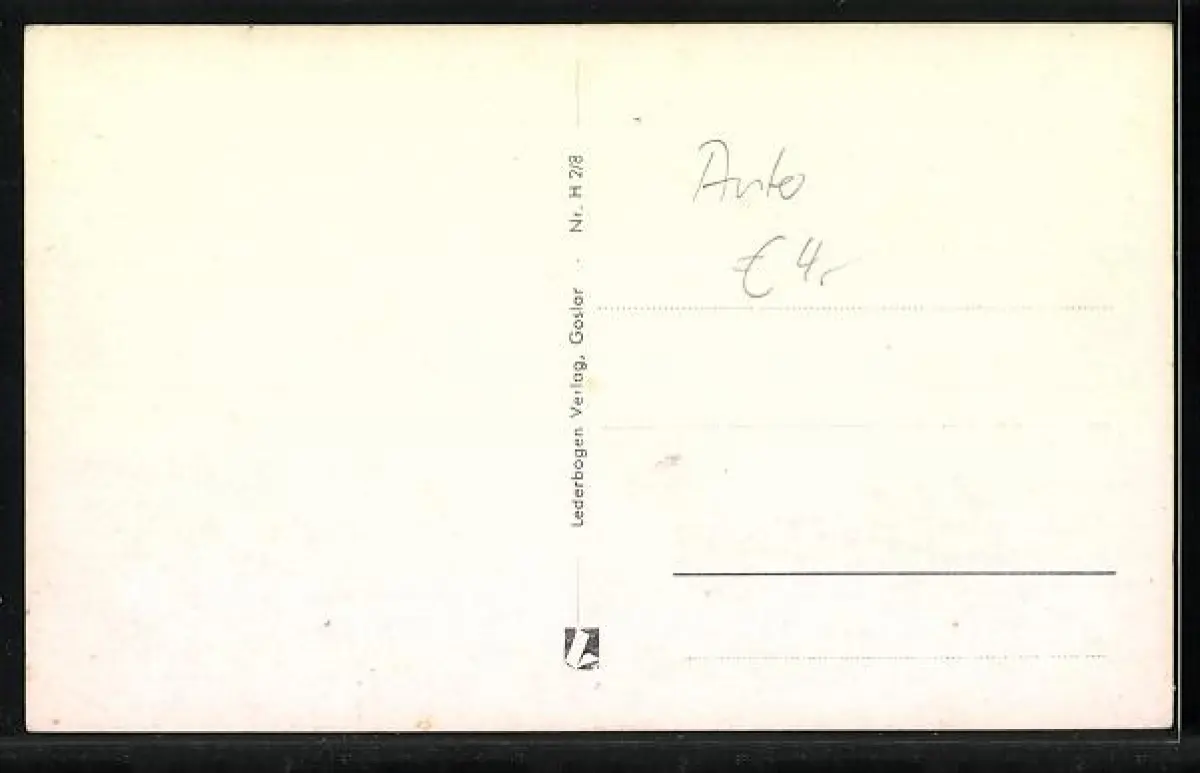 Lederbogen Verlag, Goslar · Nr. H 2/8
Auto
€ 4,-